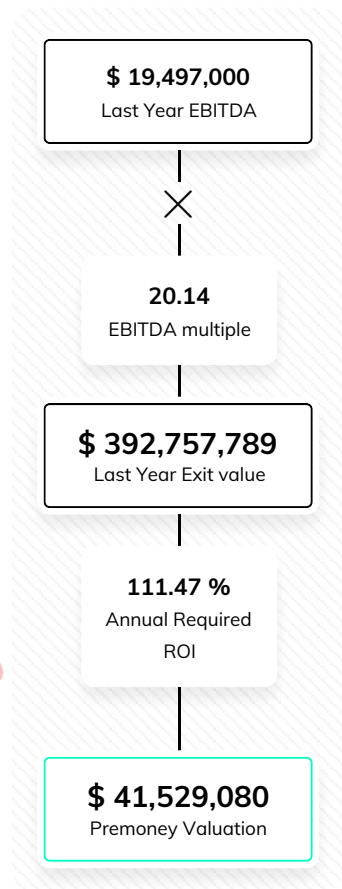 $ 19,497,000
Last Year EBITDA
20.14
EBITDA multiple
$ 392,757,789
Last Year Exit value
111.47 %
Annual Required
ROI
$ 41,529,080
Premoney Valuation